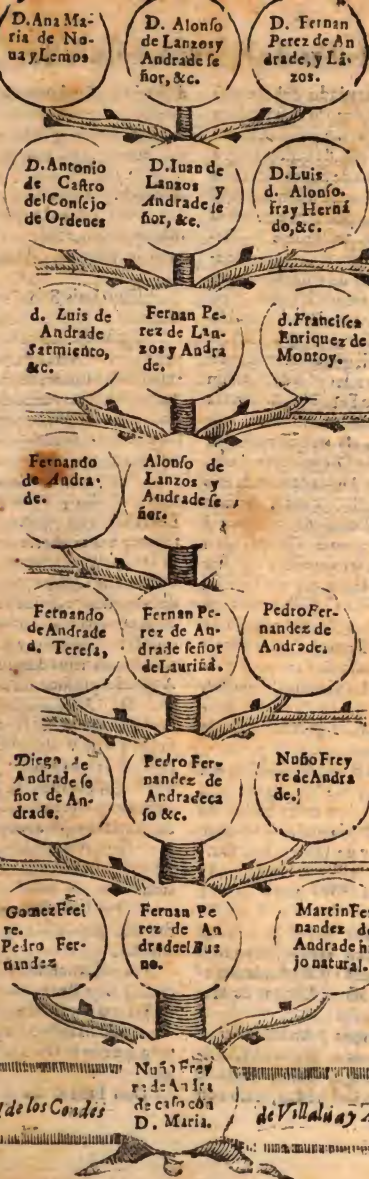 D. Ana Ma-
ria de No-
ua y Lemos
D. Alonſo
de Lanzos y
Andrade ſe
ñor, &c.
D. Fernan
Perez de An
drade, y Lã-
zos.
D. Antonio
de Caſtro
del Conſejo
de Ordenes
D. Iuan de
Lanzos y
Andrade ſe
ñor, &c.
D. Luis
d. Alonſo.
fray Hernã
do, &c.
d. Luis de
Andrade
Sarmiento,
&c.
Fernan Pe-
rez de Lan-
zos y Andra
de.
d. Franciſca
Enriquez de
Montoy.
Fernando
de Andra-
de.
Alonſo de
Lanzos y
Andrade ſe
ñor.
Fernando
de Andrade
d. Tereſa,
Fernan Pe-
rez de An-
drade ſeñor
de Lauriñá.
Pedro Fer-
nandez de
Andrade.
Diego de
Andrade ſe
ñor de An-
drade.
Pedro Fer-
nandez de
Andrade ca
ſo &c.
Nuño Frey
re de Andra
de.
Gomez Frei
re.
Pedro Fer-
nandez
Fernan Pe
rez de An
drade el Bue
no.
Martin Fer
nandez de
Andrade hi
jo natural.
Nuño Frey
re de Andra
de caſo cõ
D. Maria.
de los Condes
de Villalua y